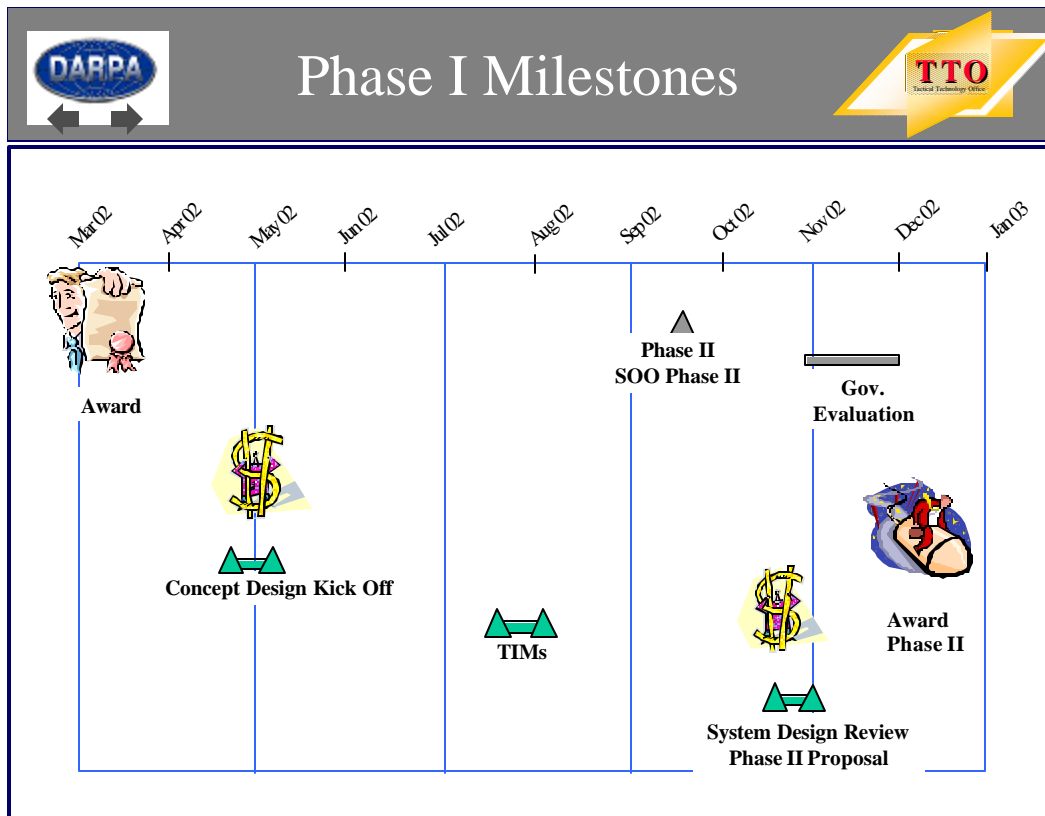 DARPA
Phase I Milestones
TTO
Tactical Technology Office
Mar 02
Apr 02
May 02
Jun 02
Jul 02
Aug 02
Sep 02
Oct 02
Nov 02
Dec 02
Jan 03
Phase II
SOO Phase II
Gov.
Evaluation
Award
Concept Design Kick Off
TIMs
Award
Phase II
System Design Review
Phase II Proposal